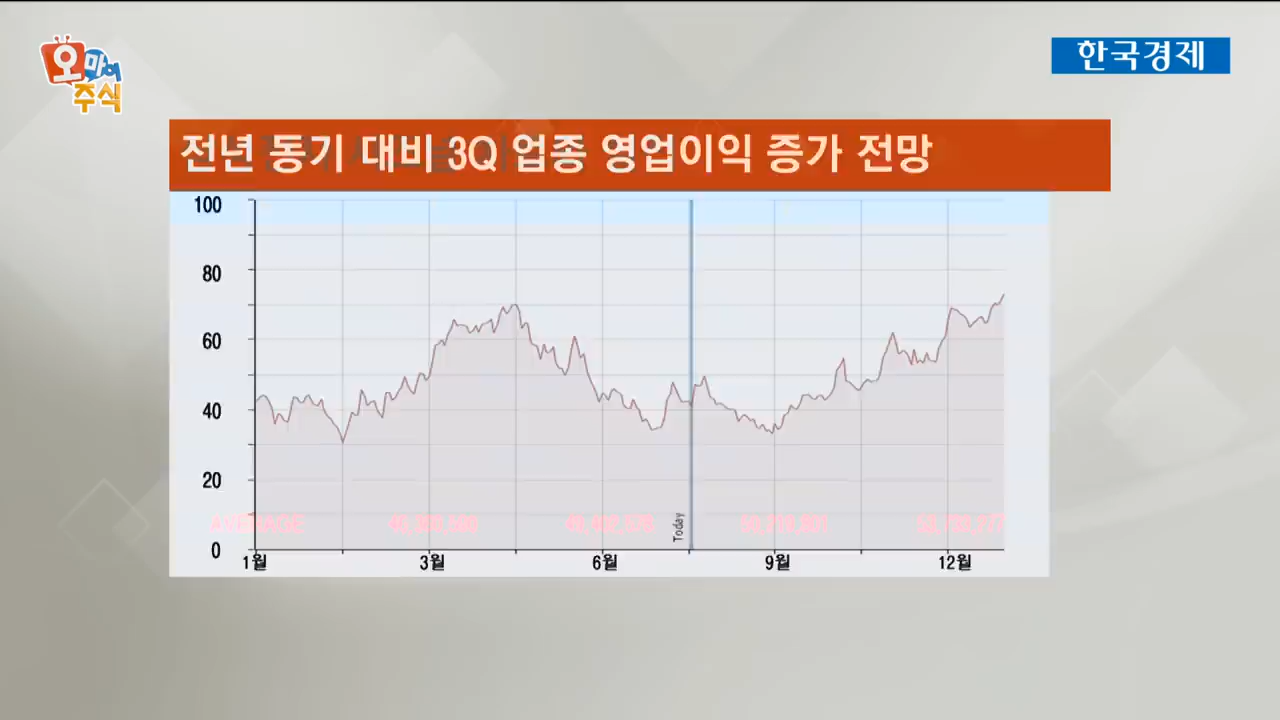 오마이
주식
한국경제
전년 동기 대비 3Q 업종 영업이익 증가 전망
100
80
60
40
20
0
AVERAGE
Today
1월 3월 6월 9월 12월